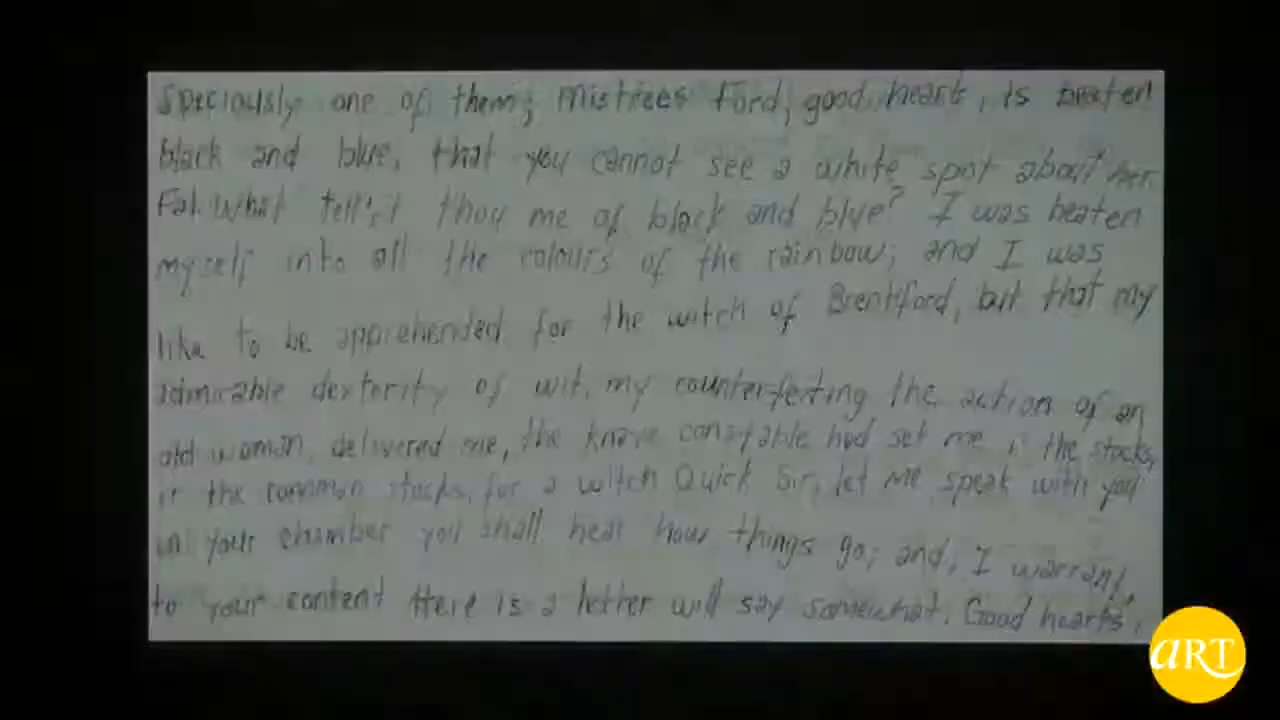 speciously one of them; Mistrees Ford, good heart, is beaten
black and blue, that you cannot see a white spot about her.
Fal. What tell'st thou me of black and blue? I was beaten
myself into all the colours of the rainbow; and I was
like to be apprehended for the witch of Brentford, but that my
admirable dexterity of wit, my counterfeiting the action of an
old woman, delivered me, the knave constable had set me i' the stocks,
i' the common stocks, for a witch Quick Sir, let me speak with you
in your chamber you shall hear how things go; and, I warrant,
to your content Here is a letter will say somewhat. Good hearts,
aRT